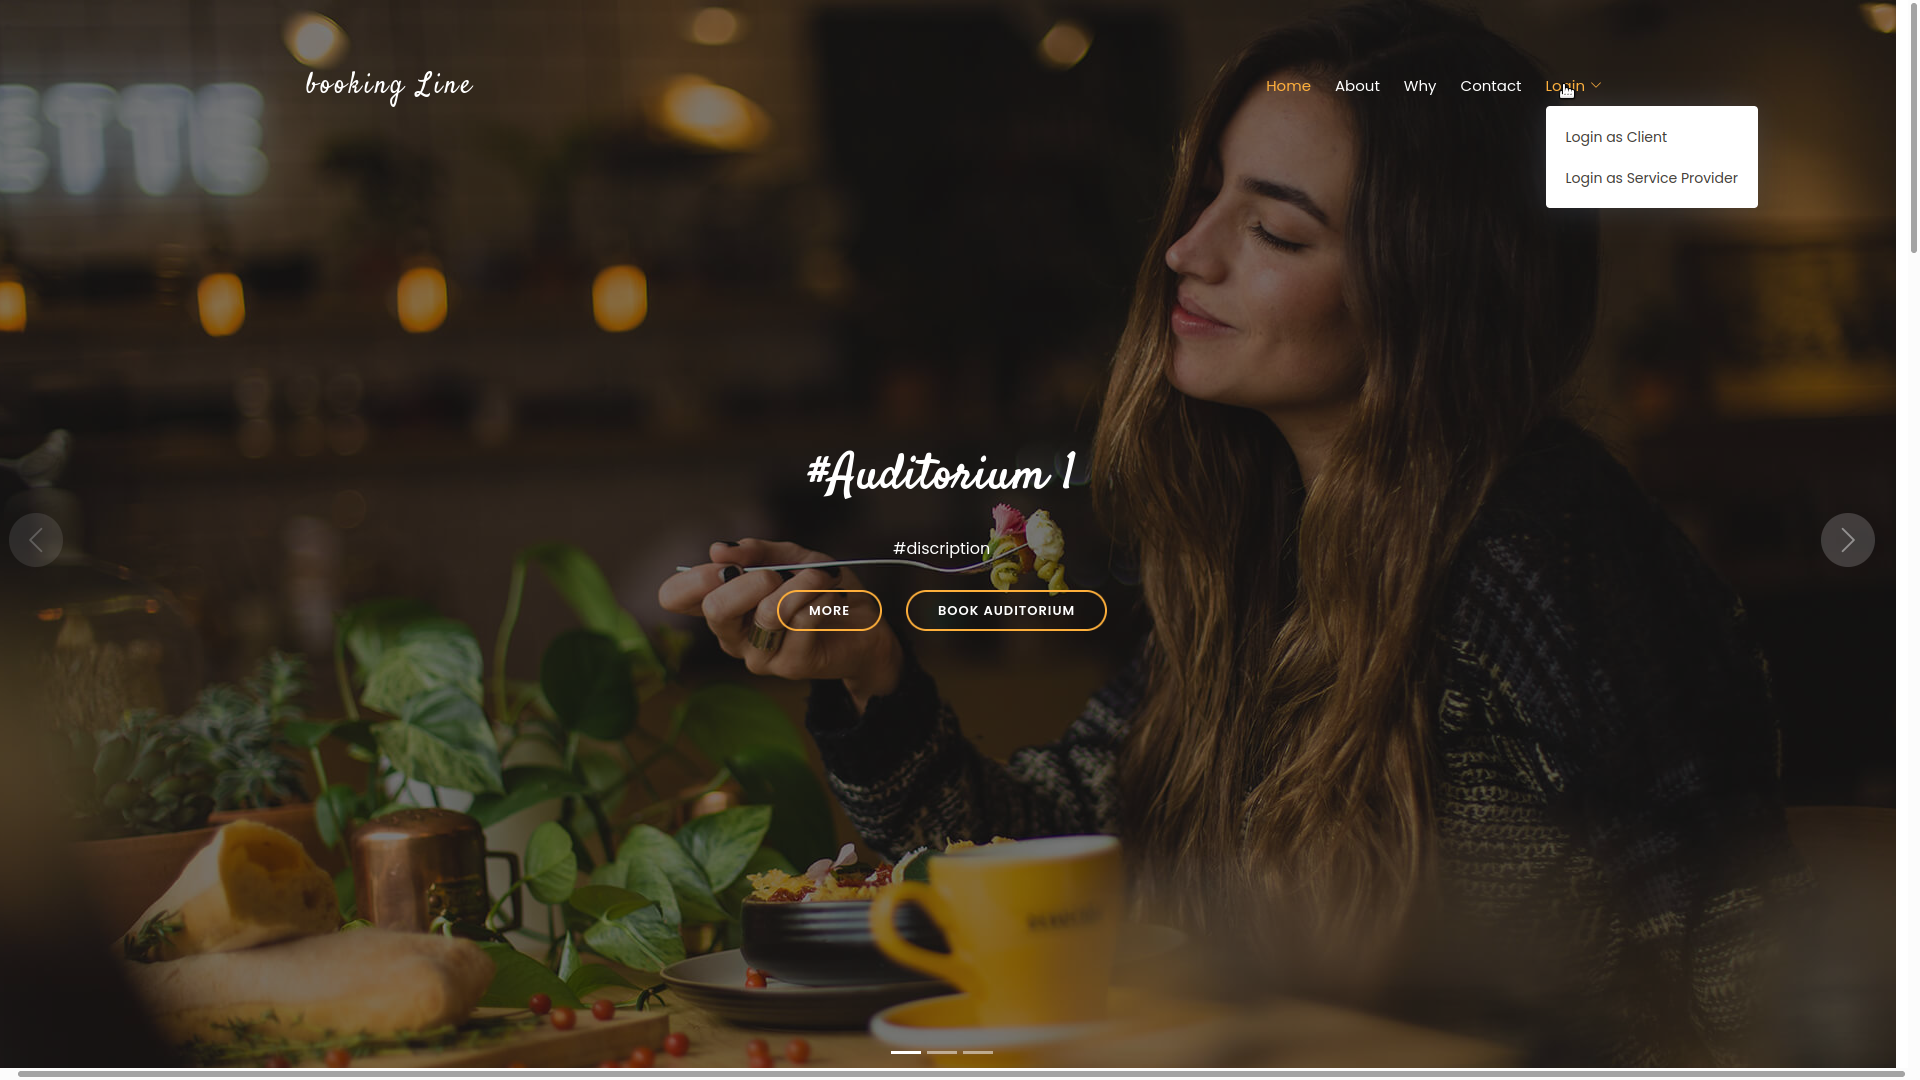 booking Line
Home About Why Contact Login
Login as Client
Login as Service Provider
#Auditorium 1
#discription
MORE BOOK AUDITORIUM